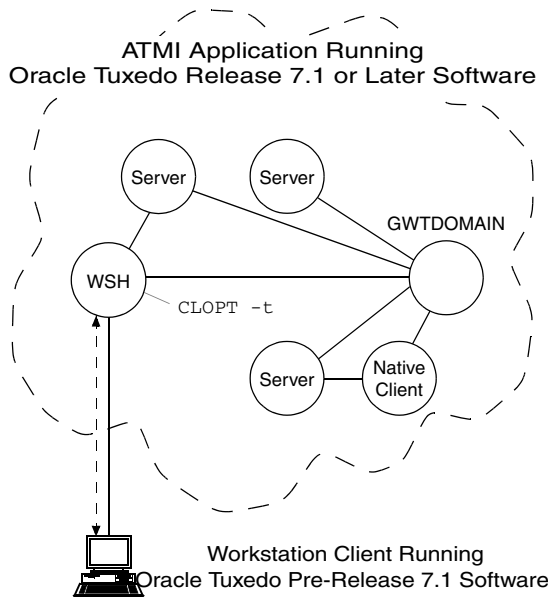 ATMI Application Running
Oracle Tuxedo Release 7.1 or Later Software
Server
Server
GWTDOMAIN
WSH
CLOPT -t
Server
Native
Client
Workstation Client Running
Oracle Tuxedo Pre-Release 7.1 Software